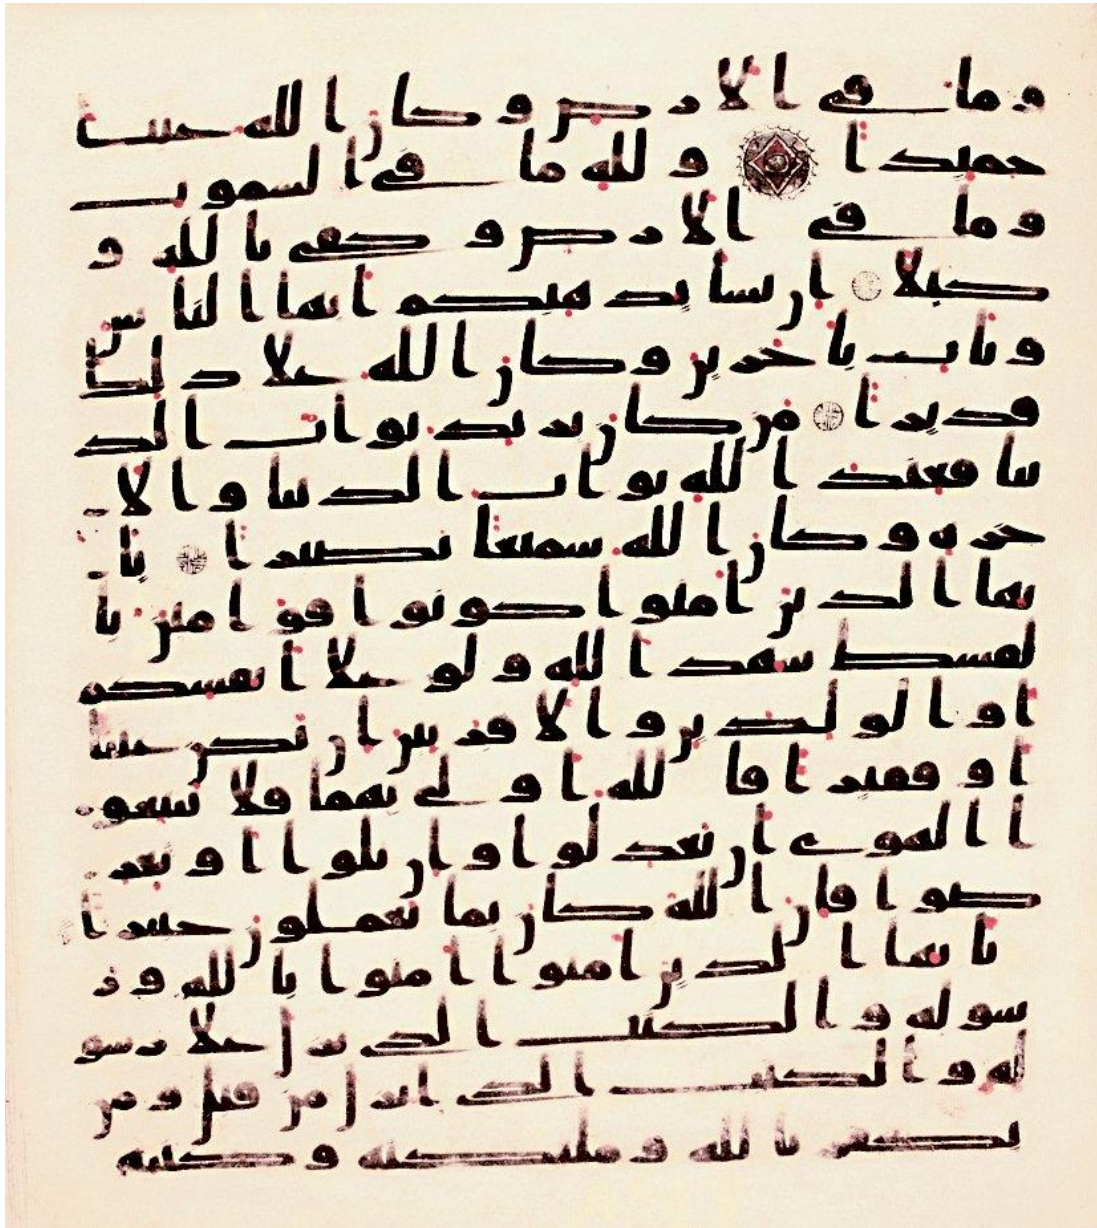 وما في الارض وكان الله غنيا
حميدا ولله ما في السموت
وما في الارض وكفى بالله و
كيلا ان يشا يذهبكم ايها الناس
ويات باخرين وكان الله على ذلك
قديرا من كان يريد ثواب الد
نيا فعند الله ثواب الدنيا والا
خرة وكان الله سميعا بصيرا يا
يها الذين امنوا كونوا قوامين با
لقسط شهدا لله ولو على انفسكم
او الولدين والاقربين ان يكن غنيا
او فقيرا فالله اولى بهما فلا تتبعو
ا الهوى ان تعدلوا وان تلوا او تعر
ضوا فان الله كان بما تعملون خبيرا
يايها الذين امنوا امنوا بالله ور
سوله والكتب الذي نزل على رسو
له والكتب الذي انزل من قبل ومن
يكفر بالله ومليكته وكتبه